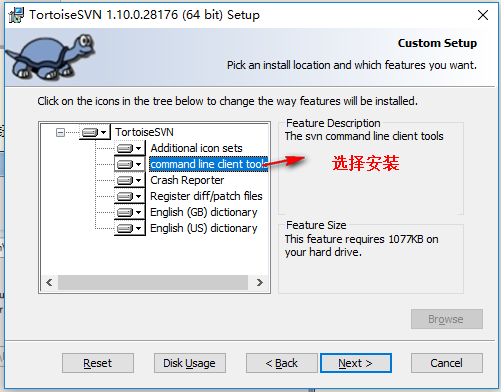 TortoiseSVN 1.10.0.28176 (64 bit) Setup
Custom Setup
Pick an install location and which features you want.
Click on the icons in the tree below to change the way features will be installed.
TortoiseSVN
Additional icon sets
command line client tool
Crash Reporter
Register diff/patch files
English (GB) dictionary
English (US) dictionary
Feature Description
The svn command line client tools
选择安装
Feature Size
This feature requires 1077KB on
your hard drive.
Browse
Reset
Disk Usage
< Back
Next >
Cancel